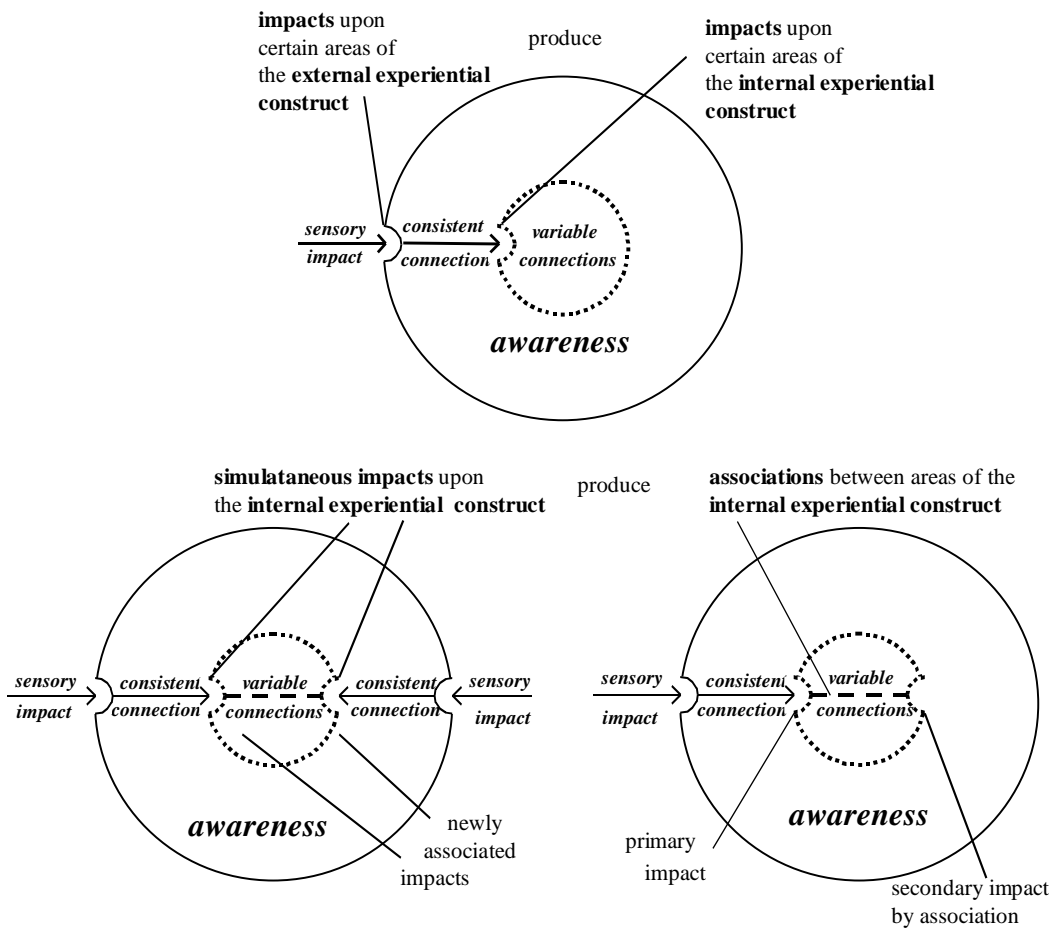 impacts upon
certain areas of
the external experiential
construct
produce
impacts upon
certain areas of
the internal experiential
construct
sensory
impact
consistent
connection
variable
connections
awareness
simulataneous impacts upon
the internal experiential construct
produce
associations between areas of the
internal experiential construct
sensory
impact
consistent
connection
variable
connections
consistent
connection
sensory
impact
awareness
newly
associated
impacts
sensory
impact
consistent
connection
variable
connections
awareness
primary
impact
secondary impact
by association